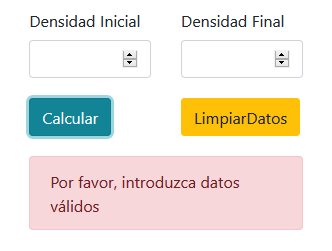 Densidad Inicial
Densidad Final
Calcular
LimpiarDatos
Por favor, introduzca datos
válidos